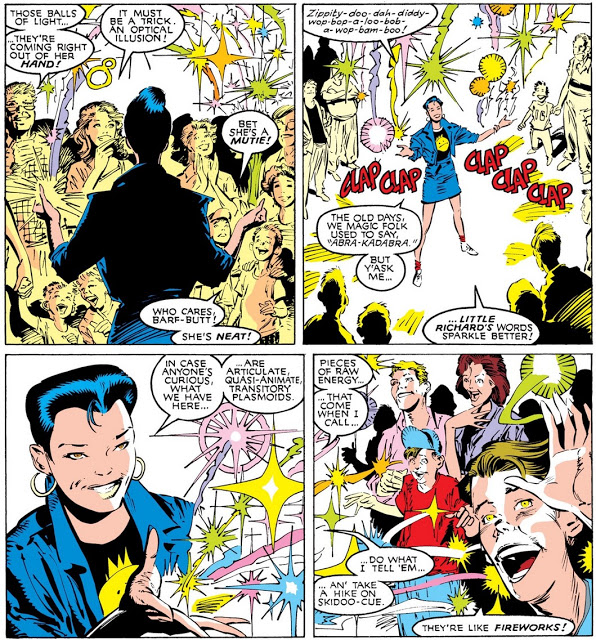 THOSE BALLS
OF LIGHT...
...THEY'RE
COMING RIGHT
OUT OF HER
HAND!
IT MUST
BE A TRICK.
AN OPTICAL
ILLUSION!
BET
SHE'S A
MUTIE!
WHO CARES,
BARF-BUTT!
SHE'S NEAT!
Zippity-doo-dah-diddy-
wop-bop-a-loo-bob-
a-wop-bam-boo!
CLAP
CLAP
CLAP
CLAP
CLAP
THE OLD DAYS,
WE MAGIC FOLK
USED TO SAY,
"ABRA-KADABRA."
BUT
Y'ASK
ME...
...LITTLE
RICHARD'S WORDS
SPARKLE BETTER!
IN CASE
ANYONE'S
CURIOUS,
WHAT
WE HAVE
HERE...
...ARE
ARTICULATE,
QUASI-ANIMATE,
TRANSITORY
PLASMOIDS.
PIECES
OF RAW
ENERGY...
...THAT
COME
WHEN I
CALL...
...DO WHAT
I TELL 'EM...
... AN' TAKE
A HIKE ON
SKIDOO-CUE.
THEY'RE LIKE FIREWORKS!